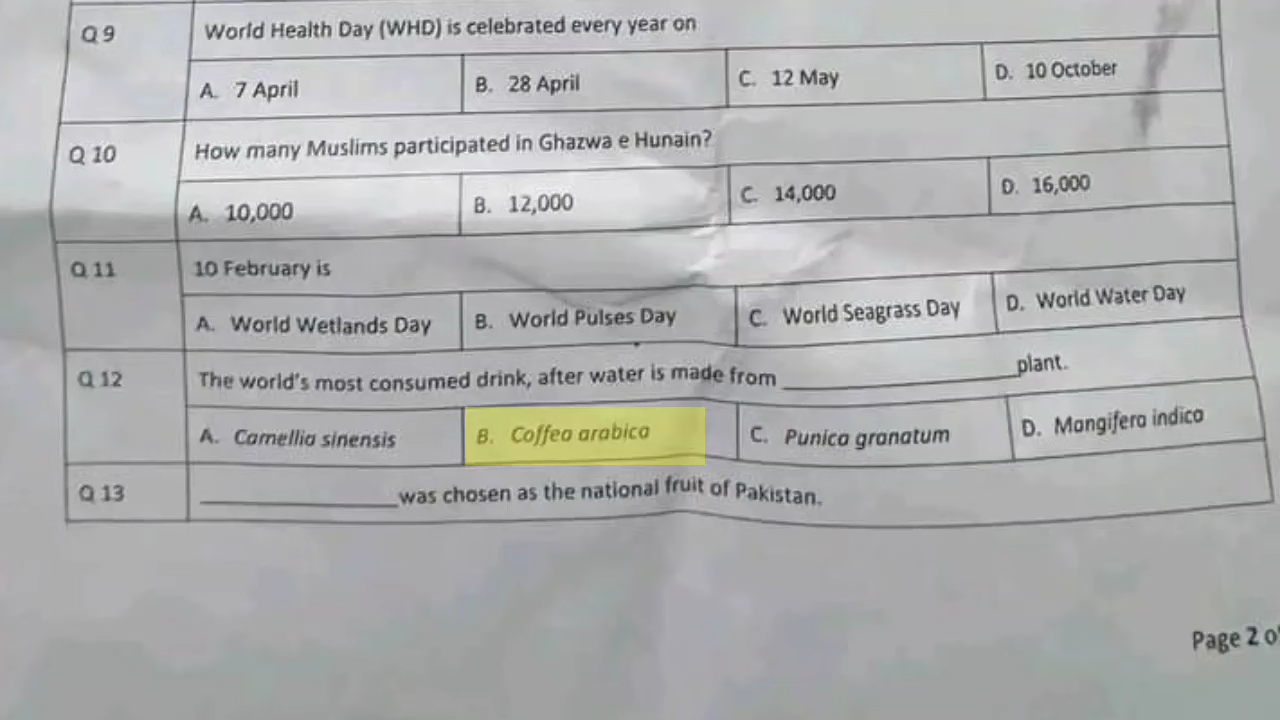 Q 9 World Health Day (WHD) is celebrated every year on
A. 7 April B. 28 April C. 12 May D. 10 October
Q 10 How many Muslims participated in Ghazwa e Hunain?
A. 10,000 B. 12,000 C. 14,000 D. 16,000
Q 11 10 February is
A. World Wetlands Day B. World Pulses Day C. World Seagrass Day D. World Water Day
Q 12 The world's most consumed drink, after water is made from ____________________ plant.
A. Camellia sinensis B. Coffea arabica C. Punica granatum D. Mangifera indica
Q 13 ________________ was chosen as the national fruit of Pakistan.
Page 2 of